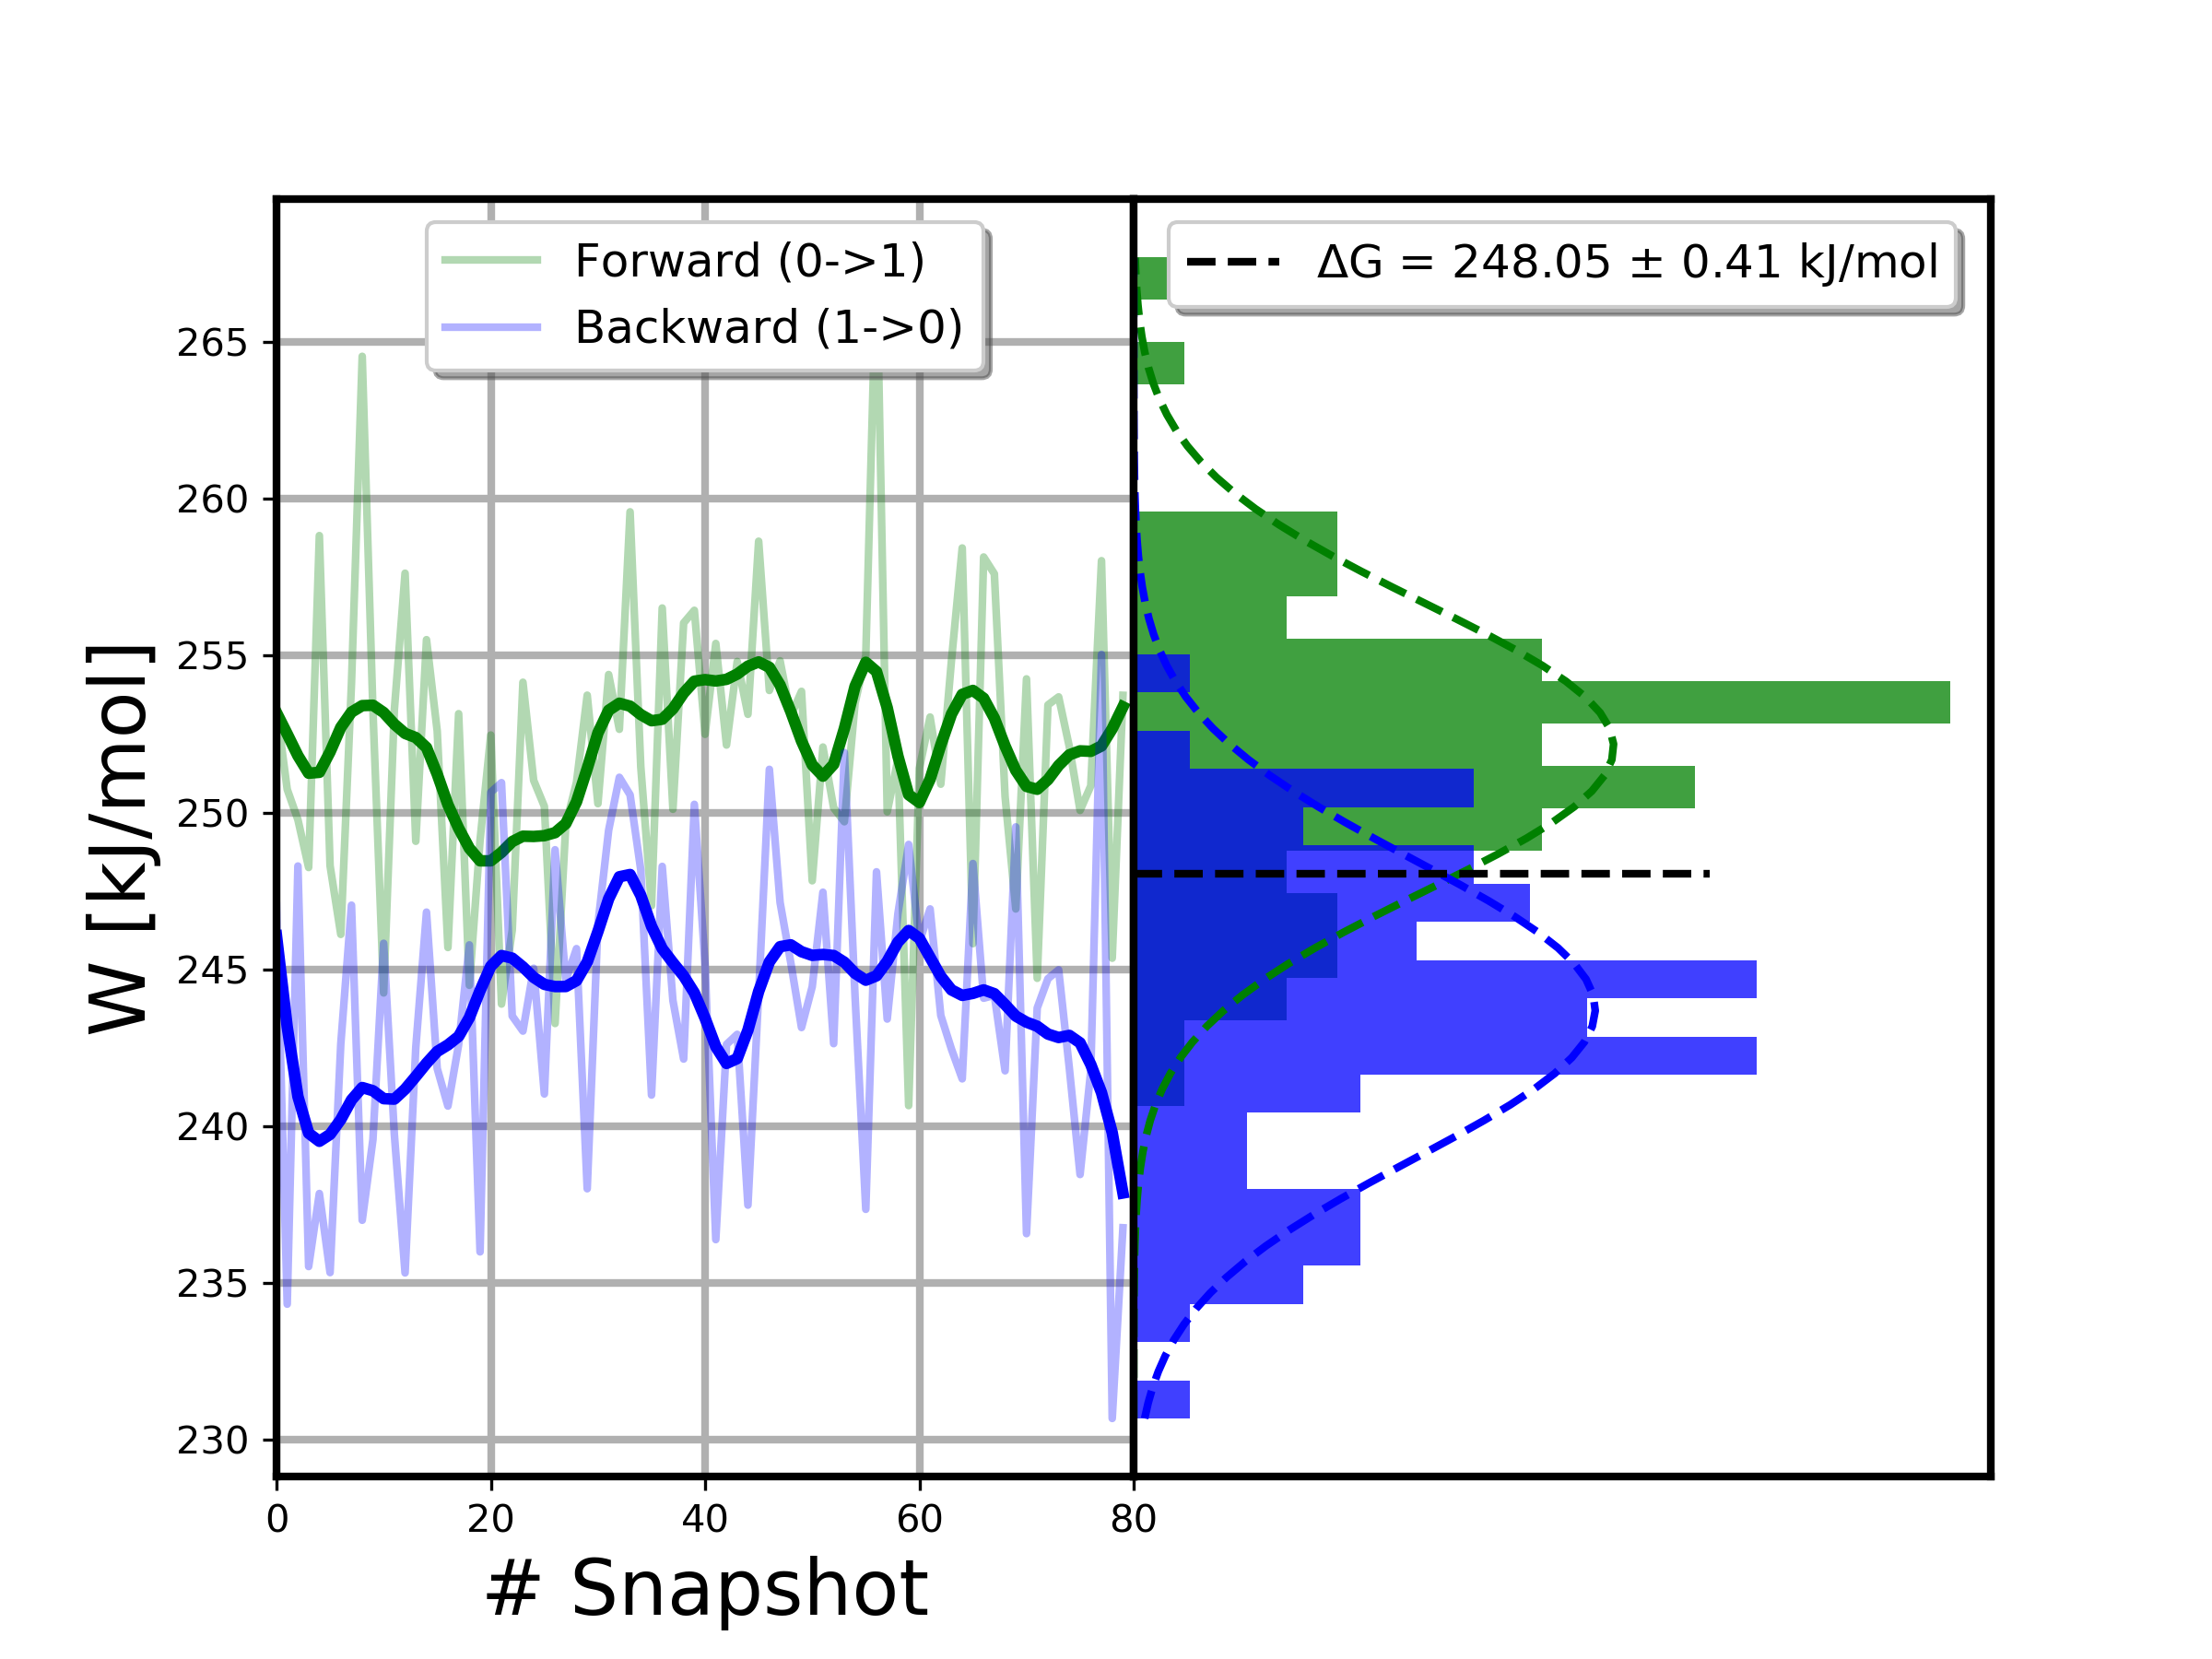 Forward (0->1)
Backward (1->0)
ΔG = 248.05 ± 0.41 kJ/mol
W [kJ/mol]
265
260
255
250
245
240
235
230
0 20 40 60 80
# Snapshot